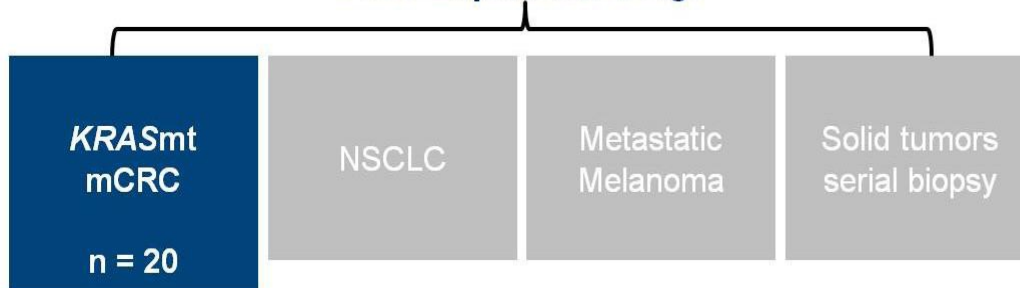 KRASmt
mCRC
n = 20
NSCLC
Metastatic
Melanoma
Solid tumors
serial biopsy